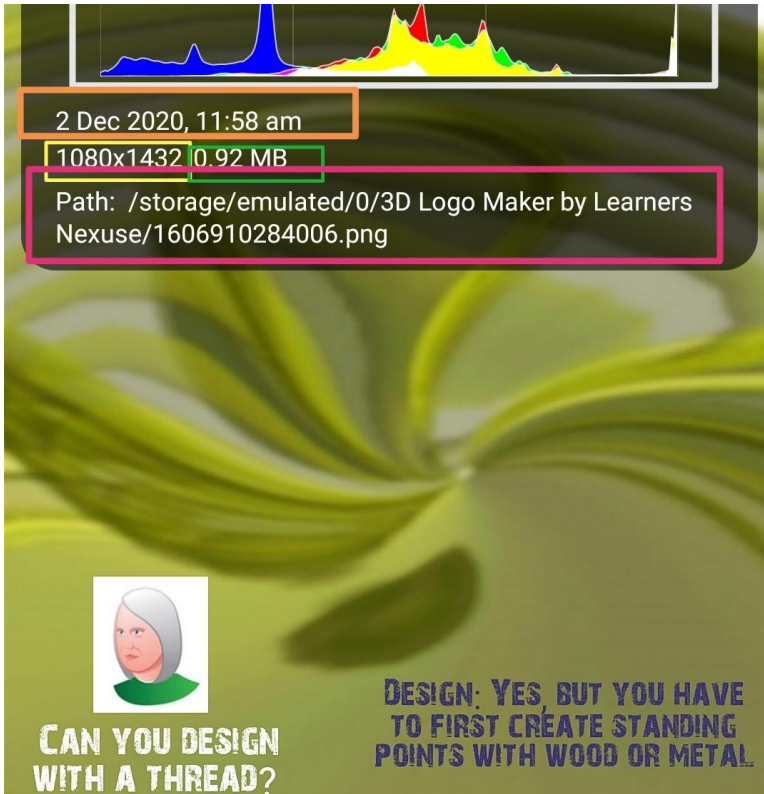 2 Dec 2020, 11:58 am
1080x1432 0.92 MB
Path: /storage/emulated/0/3D Logo Maker by Learners
Nexuse/1606910284006.png
CAN YOU DESIGN
WITH A THREAD?
DESIGN: YES, BUT YOU HAVE
TO FIRST CREATE STANDING
POINTS WITH WOOD OR METAL